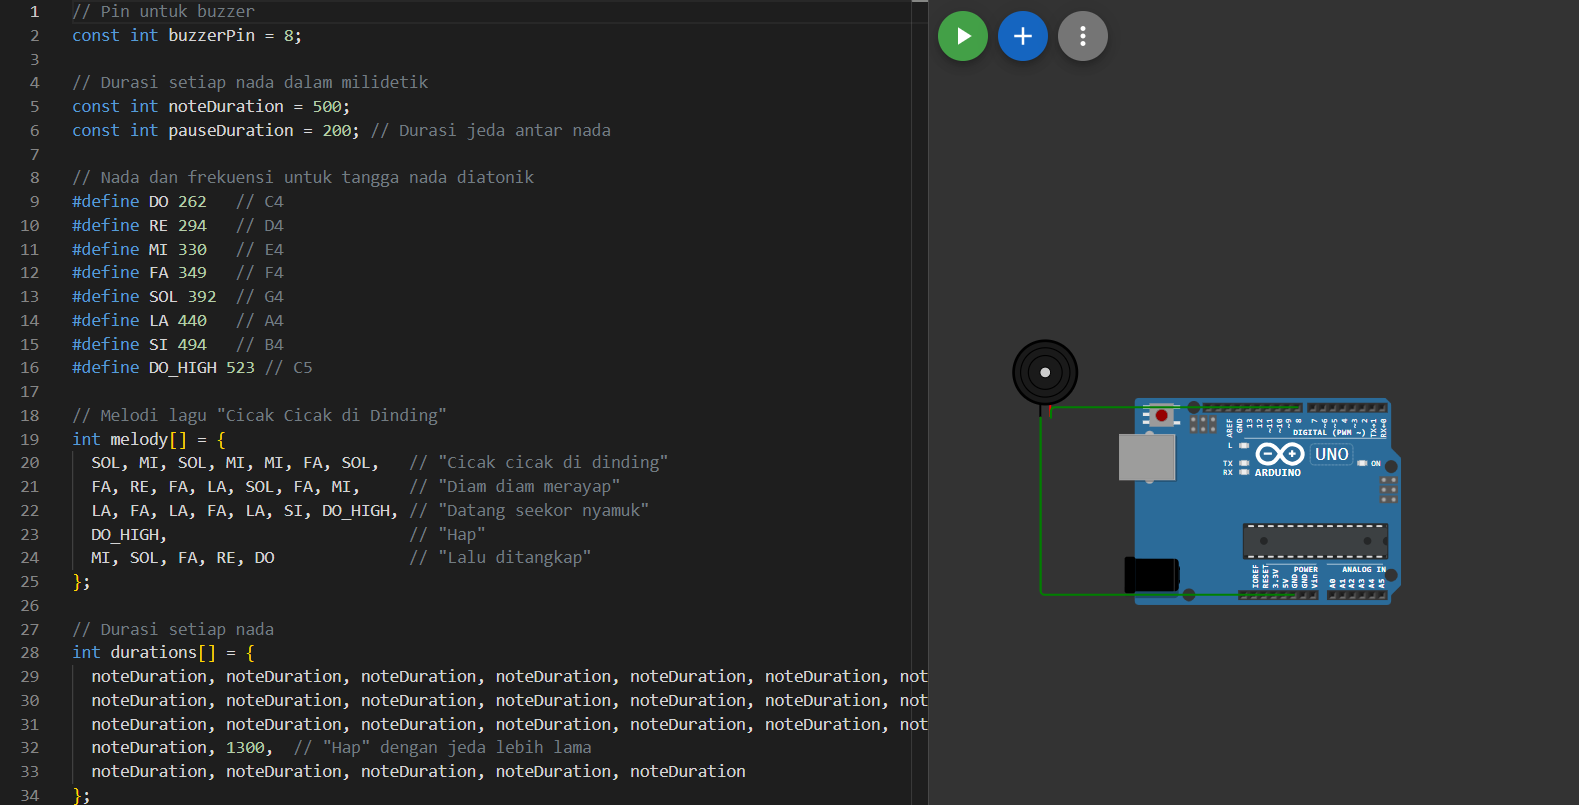 1 // Pin untuk buzzer
2 const int buzzerPin = 8;
3
4 // Durasi setiap nada dalam milidetik
5 const int noteDuration = 500;
6 const int pauseDuration = 200; // Durasi jeda antar nada
7
8 // Nada dan frekuensi untuk tangga nada diatonik
9 #define DO 262   // C4
10 #define RE 294   // D4
11 #define MI 330   // E4
12 #define FA 349   // F4
13 #define SOL 392  // G4
14 #define LA 440   // A4
15 #define SI 494   // B4
16 #define DO_HIGH 523 // C5
17
18 // Melodi lagu "Cicak Cicak di Dinding"
19 int melody[] = {
20   SOL, MI, SOL, MI, MI, FA, SOL,   // "Cicak cicak di dinding"
21   FA, RE, FA, LA, SOL, FA, MI,     // "Diam diam merayap"
22   LA, FA, LA, FA, LA, SI, DO_HIGH, // "Datang seekor nyamuk"
23   DO_HIGH,                         // "Hap"
24   MI, SOL, FA, RE, DO              // "Lalu ditangkap"
25 };
26
27 // Durasi setiap nada
28 int durations[] = {
29   noteDuration, noteDuration, noteDuration, noteDuration, noteDuration, noteDuration, not
30   noteDuration, noteDuration, noteDuration, noteDuration, noteDuration, noteDuration, not
31   noteDuration, noteDuration, noteDuration, noteDuration, noteDuration, noteDuration, not
32   noteDuration, 1300,  // "Hap" dengan jeda lebih lama
33   noteDuration, noteDuration, noteDuration, noteDuration, noteDuration
34 };
AREF GND 13 12 ~11 ~10 ~9 8 7 ~6 ~5 4 ~3 2 TX→1 RX←0
DIGITAL (PWM ~)
L
TX
RX
UNO
ON
ARDUINO
POWER
ANALOG IN
IOREF RESET 3.3V 5V GND GND Vin A0 A1 A2 A3 A4 A5